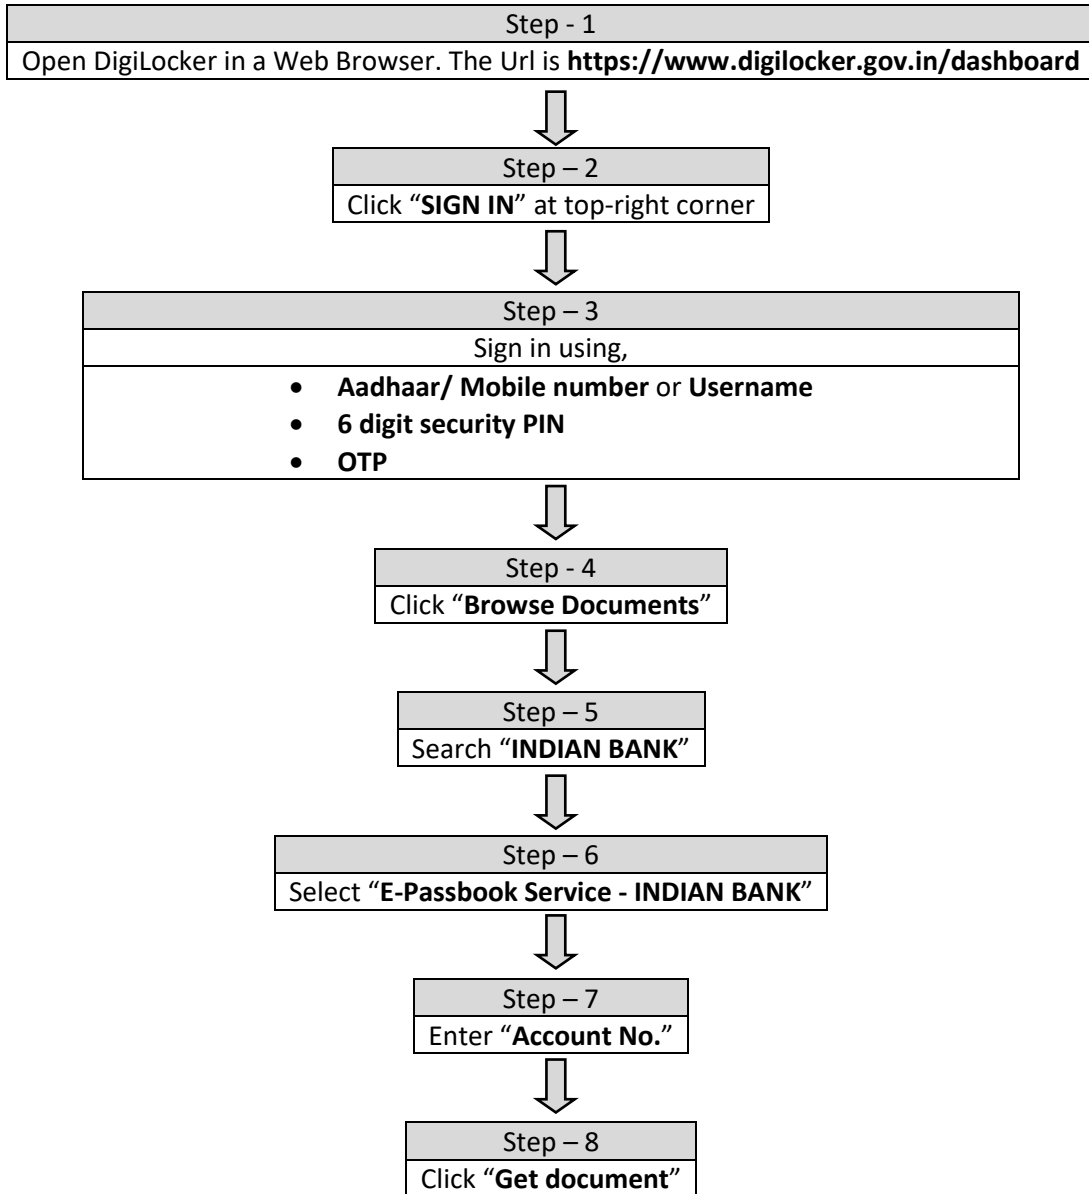 Step - 1
Open DigiLocker in a Web Browser. The Url is https://www.digilocker.gov.in/dashboard
Step – 2
Click “SIGN IN” at top-right corner
Step – 3
Sign in using,
• Aadhaar/ Mobile number or Username
• 6 digit security PIN
• OTP
Step - 4
Click “Browse Documents”
Step – 5
Search “INDIAN BANK”
Step – 6
Select “E-Passbook Service - INDIAN BANK”
Step – 7
Enter “Account No.”
Step – 8
Click “Get document”